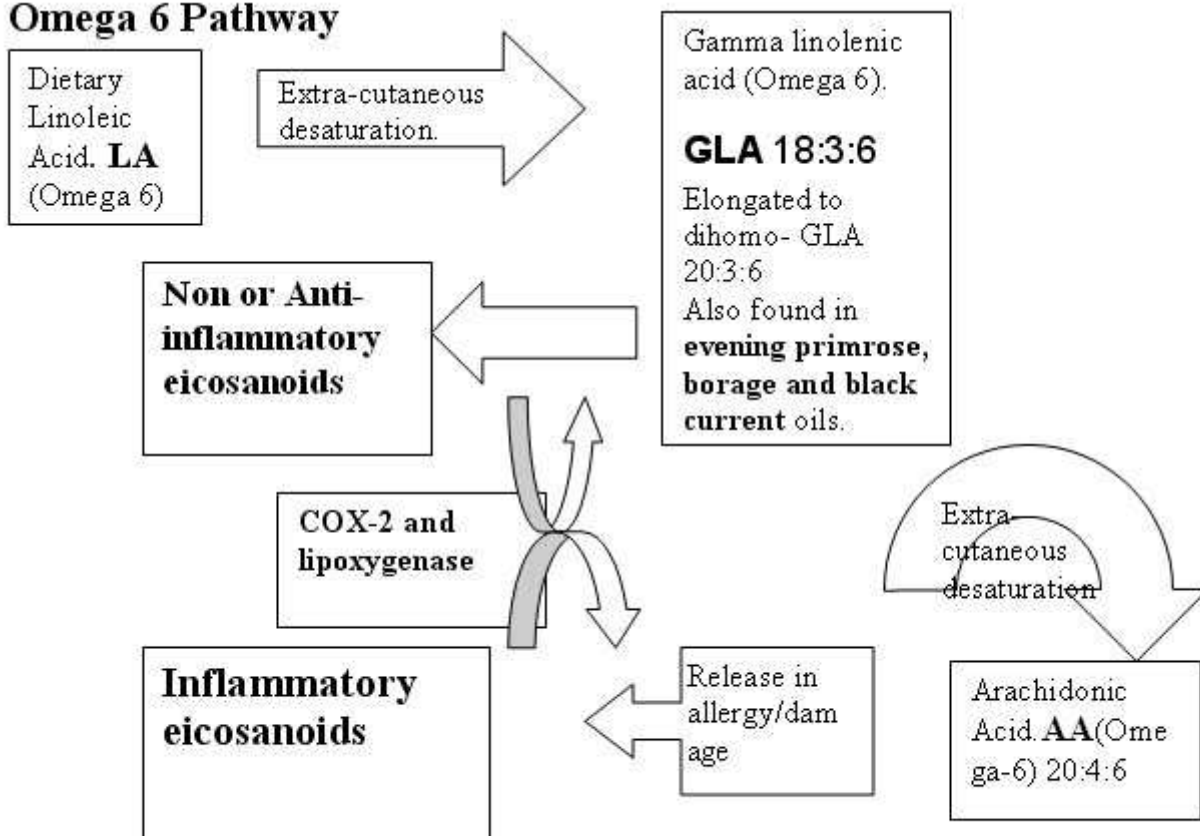 Omega 6 Pathway
Dietary
Linoleic
Acid. LA
(Omega 6)
Extra-cutaneous
desaturation.
Gamma linolenic
acid (Omega 6).
GLA 18:3:6
Elongated to
dihomo- GLA
20:3:6
Also found in
evening primrose,
borage and black
current oils.
Non or Anti-
inflammatory
eicosanoids
COX-2 and
lipoxygenase
Extra-
cutaneous
desaturation
Inflammatory
eicosanoids
Release in
allergy/dam
age
Arachidonic
Acid. AA(Ome
ga-6) 20:4:6